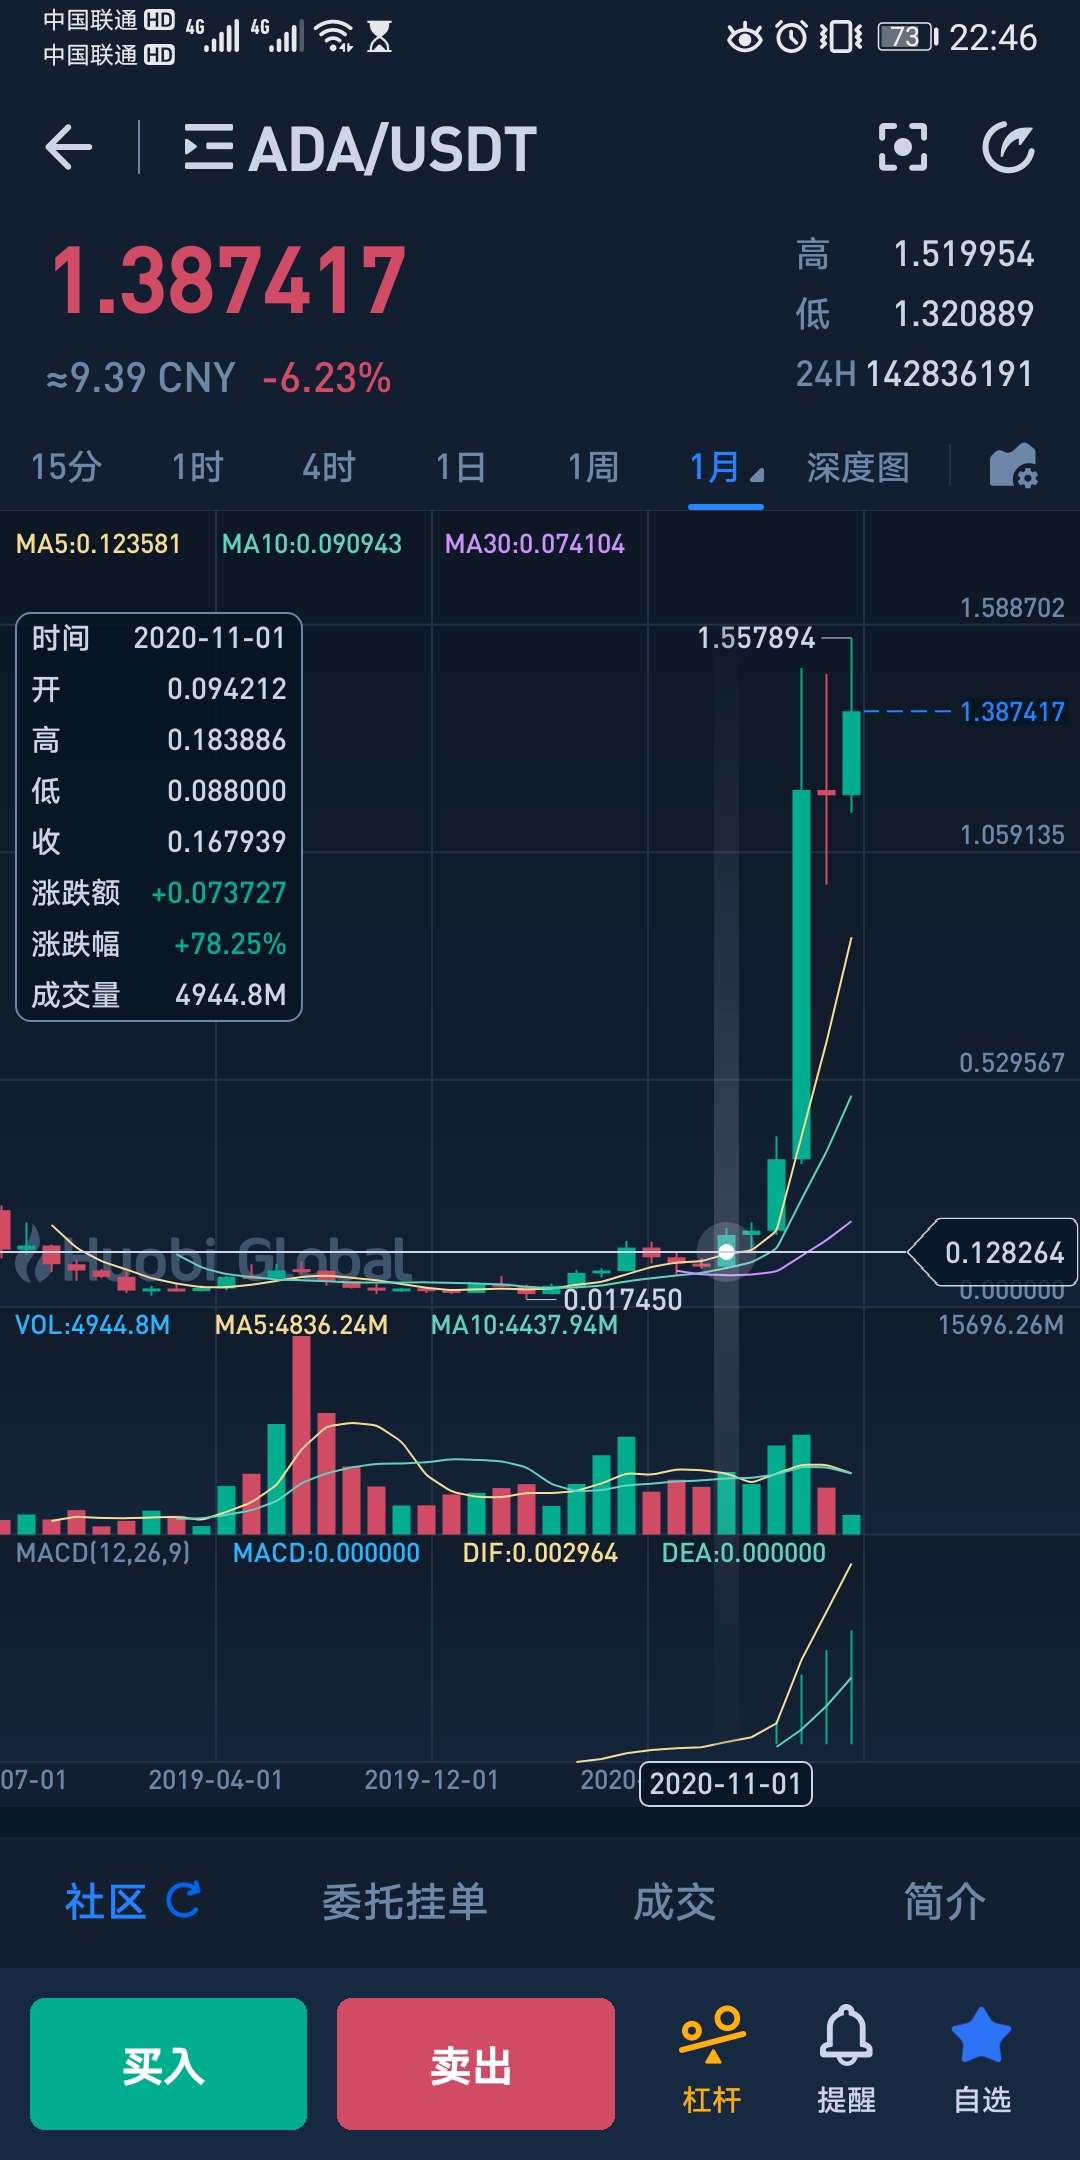 中国联通 HD 4G 4G 73 22:46
中国联通 HD
ADA/USDT
1.387417
高 1.519954
低 1.320889
≈9.39 CNY -6.23%
24H 142836191
15分 1时 4时 1日 1周 1月 深度图
MA5:0.123581 MA10:0.090943 MA30:0.074104
1.588702
时间 2020-11-01
1.557894
开 0.094212
1.387417
高 0.183886
低 0.088000
收 0.167939
1.059135
涨跌额 +0.073727
涨跌幅 +78.25%
成交量 4944.8M
0.529567
Huobi Global
0.128264
0.000000
0.017450
VOL:4944.8M MA5:4836.24M MA10:4437.94M 15696.26M
MACD(12,26,9) MACD:0.000000 DIF:0.002964 DEA:0.000000
07-01 2019-04-01 2019-12-01 2020 2020-11-01
社区 委托挂单 成交 简介
买入 卖出 杠杆 提醒 自选